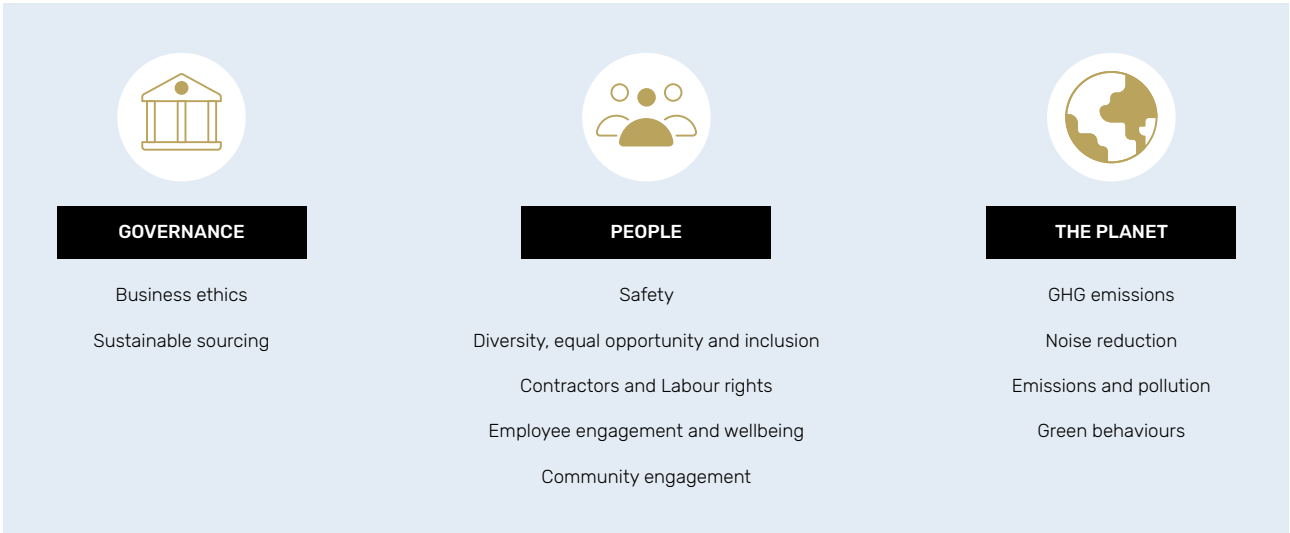 GOVERNANCE
Business ethics
Sustainable sourcing
PEOPLE
Safety
Diversity, equal opportunity and inclusion
Contractors and Labour rights
Employee engagement and wellbeing
Community engagement
THE PLANET
GHG emissions
Noise reduction
Emissions and pollution
Green behaviours